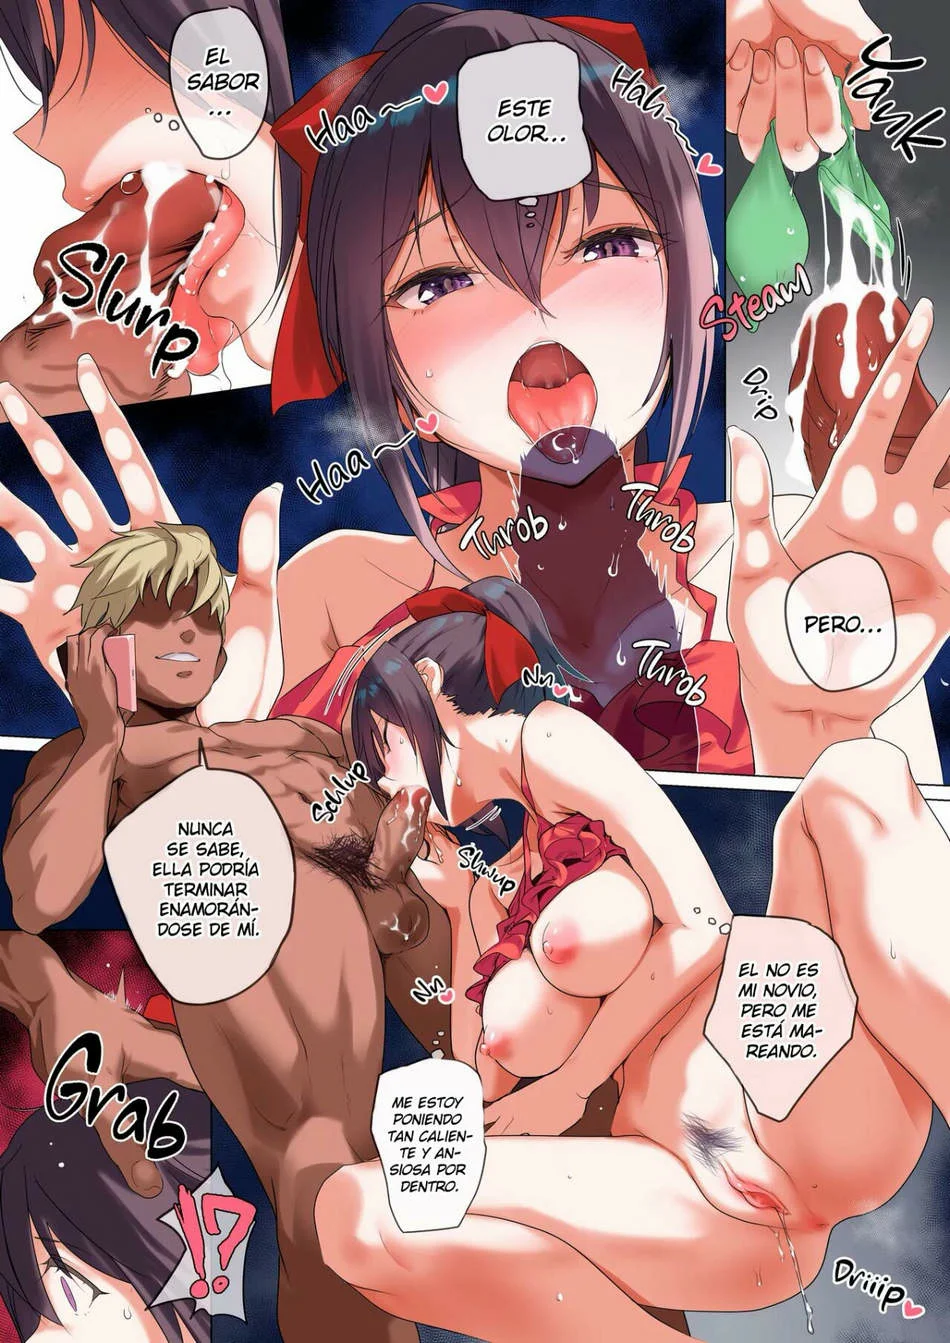 EL
SABOR
...
Slurp
Haa~
ESTE
OLOR...
Hah~
Yank
Steam
Drip
Haa~
Throb
Throb
PERO...
Throb
Nn
Schlup
Shwup
NUNCA
SE SABE,
ELLA PODRÍA
TERMINAR
ENAMORÁN-
DOSE DE MÍ.
Nn
EL NO ES
MI NOVIO,
PERO ME
ESTÁ MA-
REANDO.
ME ESTOY
PONIENDO
TAN CALIEN-
TE Y AN-
SIOSA POR
DENTRO.
Grab
!?
Driiip